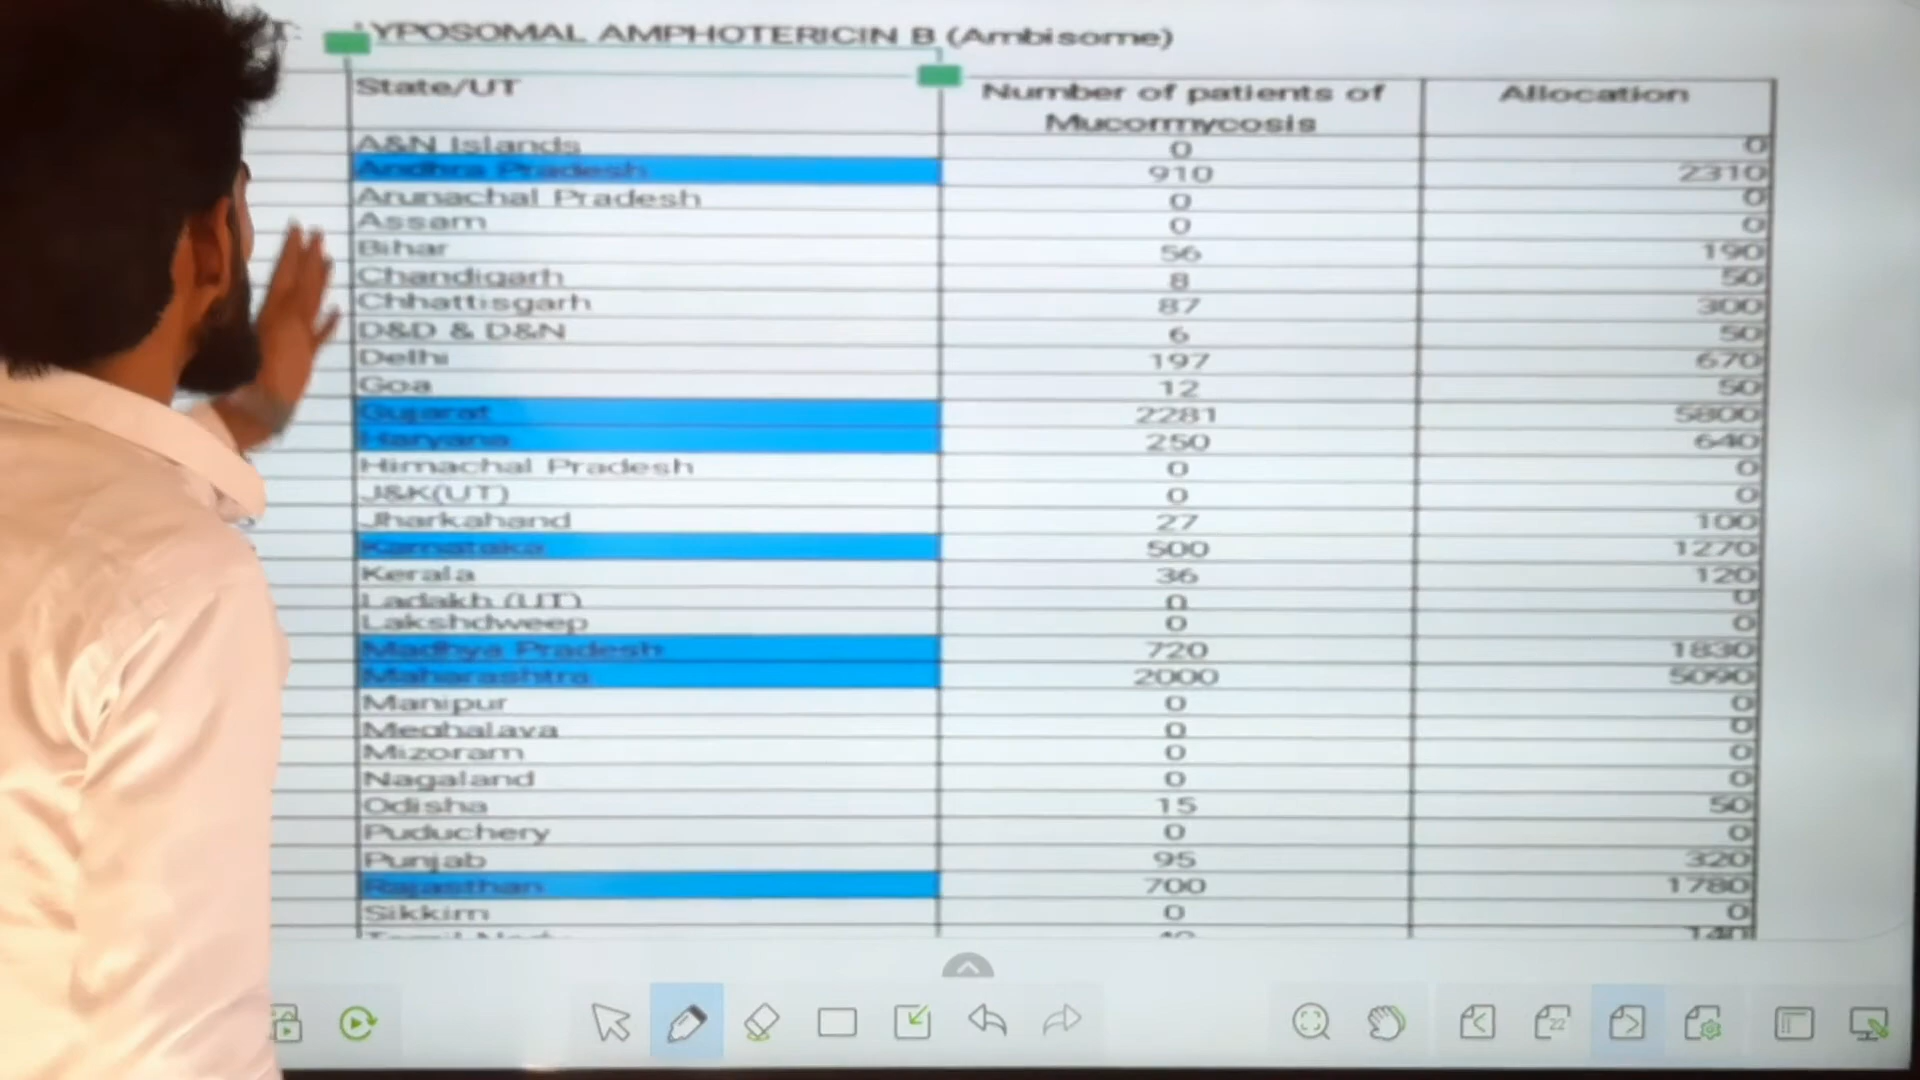 YPOSOMAL AMPHOTERICIN B (Ambisome)
State/UT Number of patients of Mucormycosis Allocation
A&N Islands 0 0
Andhra Pradesh 910 2310
Arunachal Pradesh 0 0
Assam 0 0
Bihar 56 190
Chandigarh 8 50
Chhattisgarh 87 300
D&D & D&N 6 50
Delhi 197 670
Goa 12 50
Gujarat 2281 5800
Haryana 250 640
Himachal Pradesh 0 0
J&K(UT) 0 0
Jharkahand 27 100
Karnataka 500 1270
Kerala 36 120
Ladakh (UT) 0 0
Lakshdweep 0 0
Madhya Pradesh 720 1830
Maharashtra 2000 5090
Manipur 0 0
Meghalaya 0 0
Mizoram 0 0
Nagaland 0 0
Odisha 15 50
Puduchery 0 0
Punjab 95 320
Rajasthan 700 1780
Sikkim 0 0
140
22